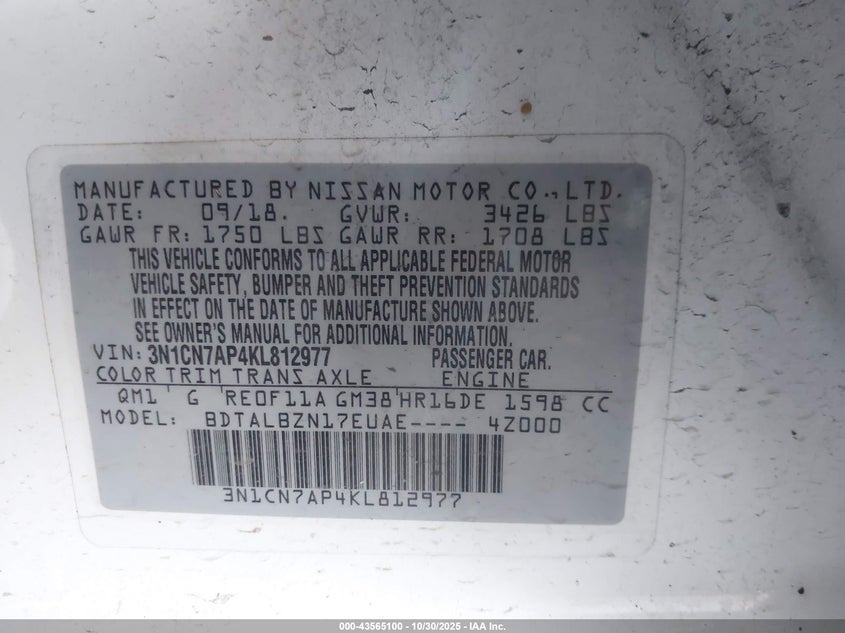 MANUFACTURED BY NISSAN MOTOR CO., LTD.
DATE: 09/18. GVWR: 3426 LBS
GAWR FR: 1750 LBS GAWR RR: 1708 LBS
THIS VEHICLE CONFORMS TO ALL APPLICABLE FEDERAL MOTOR
VEHICLE SAFETY, BUMPER AND THEFT PREVENTION STANDARDS
IN EFFECT ON THE DATE OF MANUFACTURE SHOWN ABOVE.
SEE OWNER'S MANUAL FOR ADDITIONAL INFORMATION.
VIN: 3N1CN7AP4KL812977 PASSENGER CAR.
COLOR TRIM TRANS AXLE ENGINE
QM1 G RE0F11A GM38 HR16DE 1598 CC
MODEL: BDTALBZN17EUAE---- 4Z000
3N1CN7AP4KL812977
000-43565100 - 10/30/2025 - IAA Inc.